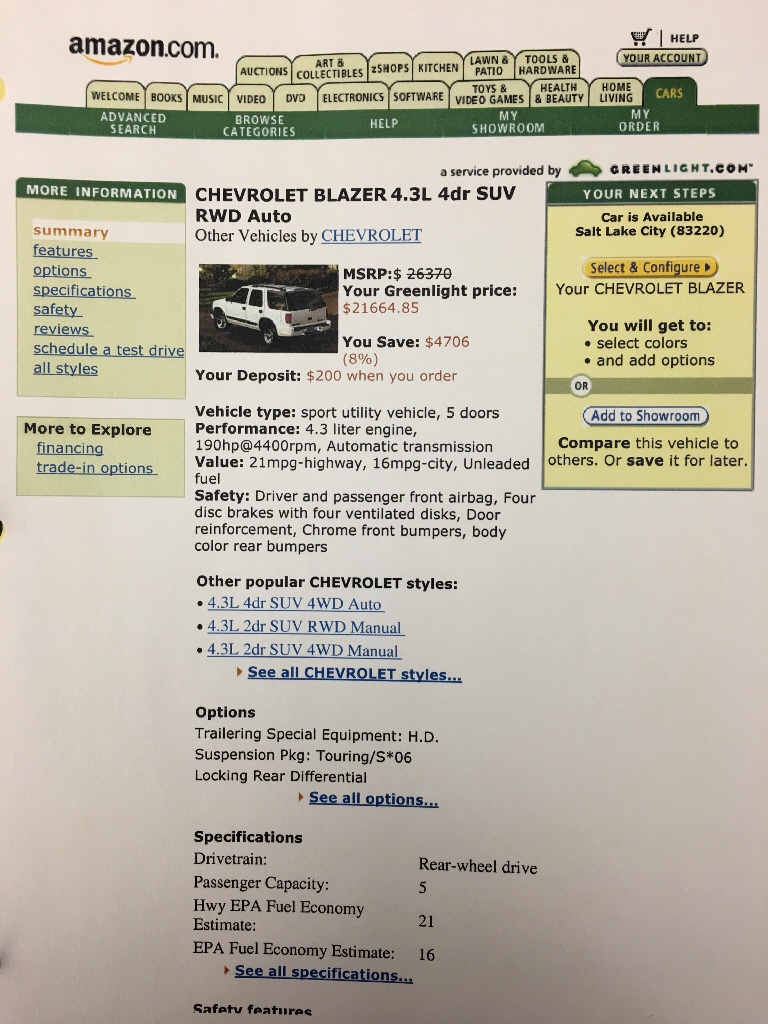 amazon.com.
HELP
YOUR ACCOUNT
AUCTIONS
ART & COLLECTIBLES
zSHOPS
KITCHEN
LAWN & PATIO
TOOLS & HARDWARE
WELCOME
BOOKS
MUSIC
VIDEO
DVD
ELECTRONICS
SOFTWARE
TOYS & VIDEO GAMES
HEALTH & BEAUTY
HOME LIVING
CARS
ADVANCED SEARCH
BROWSE CATEGORIES
HELP
MY SHOWROOM
MY ORDER
a service provided by GREENLIGHT.COM™
MORE INFORMATION
summary
features
options
specifications
safety
reviews
schedule a test drive
all styles
More to Explore
financing
trade-in options
CHEVROLET BLAZER 4.3L 4dr SUV
RWD Auto
Other Vehicles by CHEVROLET
MSRP:$ 26370
Your Greenlight price:
$21664.85
You Save: $4706
(8%)
Your Deposit: $200 when you order
Vehicle type: sport utility vehicle, 5 doors
Performance: 4.3 liter engine,
190hp@4400rpm, Automatic transmission
Value: 21mpg-highway, 16mpg-city, Unleaded
fuel
Safety: Driver and passenger front airbag, Four
disc brakes with four ventilated disks, Door
reinforcement, Chrome front bumpers, body
color rear bumpers
Other popular CHEVROLET styles:
• 4.3L 4dr SUV 4WD Auto
• 4.3L 2dr SUV RWD Manual
• 4.3L 2dr SUV 4WD Manual
See all CHEVROLET styles...
Options
Trailering Special Equipment: H.D.
Suspension Pkg: Touring/S*06
Locking Rear Differential
See all options...
Specifications
Drivetrain: Rear-wheel drive
Passenger Capacity: 5
Hwy EPA Fuel Economy
Estimate: 21
EPA Fuel Economy Estimate: 16
See all specifications...
Safety features
YOUR NEXT STEPS
Car is Available
Salt Lake City (83220)
Select & Configure
Your CHEVROLET BLAZER
You will get to:
• select colors
• and add options
OR
Add to Showroom
Compare this vehicle to
others. Or save it for later.